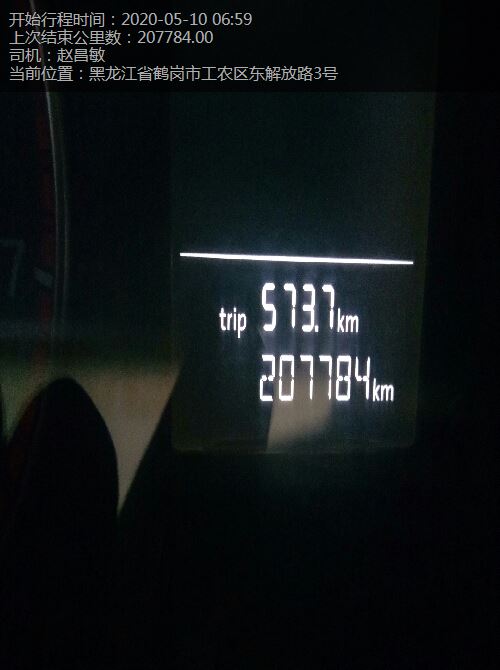 开始行程时间：2020-05-10 06:59
上次结束公里数：207784.00
司机：赵昌敏
当前位置：黑龙江省鹤岗市工农区东解放路3号
trip 573.7km
207784km